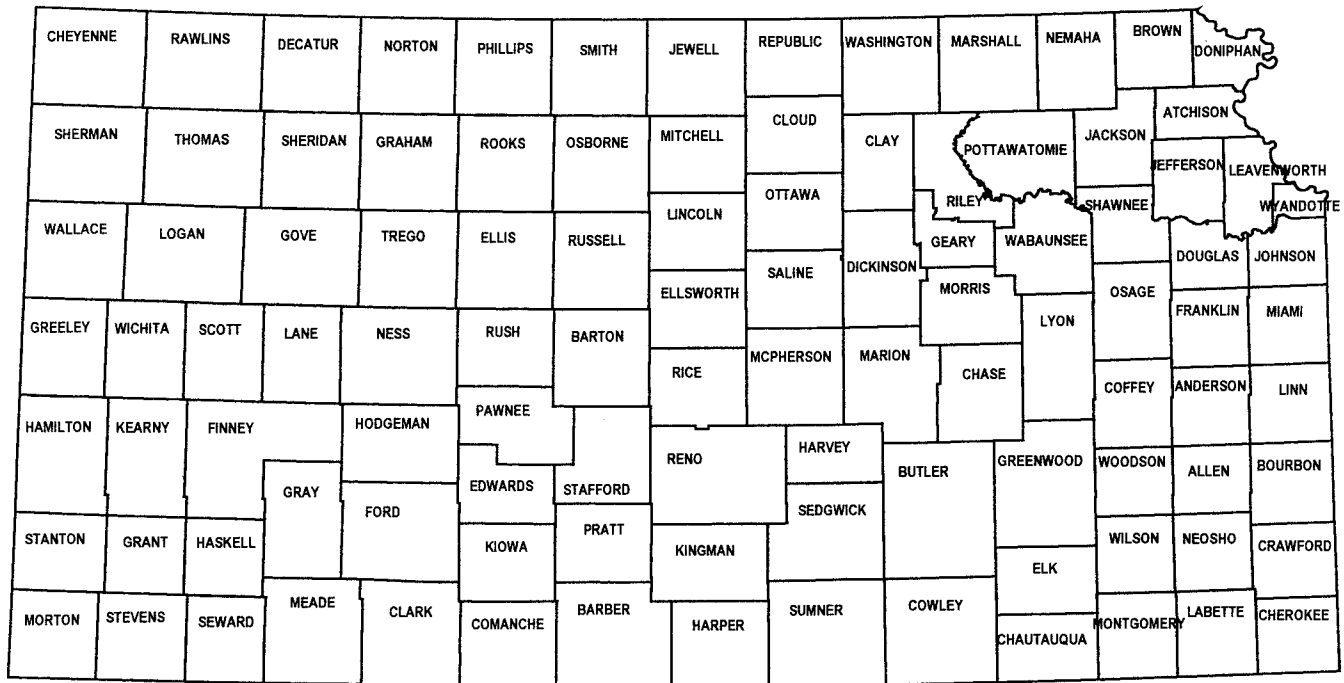 CHEYENNE
RAWLINS
DECATUR
NORTON
PHILLIPS
SMITH
JEWELL
REPUBLIC
WASHINGTON
MARSHALL
NEMAHA
BROWN
DONIPHAN
SHERMAN
THOMAS
SHERIDAN
GRAHAM
ROOKS
OSBORNE
MITCHELL
CLOUD
CLAY
POTTAWATOMIE
JACKSON
ATCHISON
JEFFERSON
LEAVENWORTH
OTTAWA
LINCOLN
RILEY
SHAWNEE
WYANDOTTE
WALLACE
LOGAN
GOVE
TREGO
ELLIS
RUSSELL
GEARY
WABAUNSEE
DOUGLAS
JOHNSON
ELLSWORTH
SALINE
DICKINSON
MORRIS
OSAGE
GREELEY
WICHITA
SCOTT
LANE
NESS
RUSH
BARTON
LYON
FRANKLIN
MIAMI
RICE
MCPHERSON
MARION
CHASE
COFFEY
ANDERSON
LINN
HAMILTON
KEARNY
FINNEY
HODGEMAN
PAWNEE
RENO
HARVEY
BUTLER
GREENWOOD
WOODSON
ALLEN
BOURBON
GRAY
FORD
EDWARDS
STAFFORD
SEDGWICK
STANTON
GRANT
HASKELL
KIOWA
PRATT
KINGMAN
ELK
WILSON
NEOSHO
CRAWFORD
MORTON
STEVENS
SEWARD
MEADE
CLARK
COMANCHE
BARBER
HARPER
SUMNER
COWLEY
CHAUTAUQUA
MONTGOMERY
LABETTE
CHEROKEE